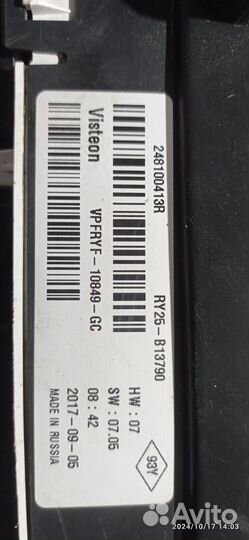 248100413R
RY25-B13790
Visteon
VPFRYF-10849-GC
HW : 07
SW : 07.05
08 : 42
2017-09-05
MADE IN RUSSIA
93Y
Avito
2024/10/17 14:03